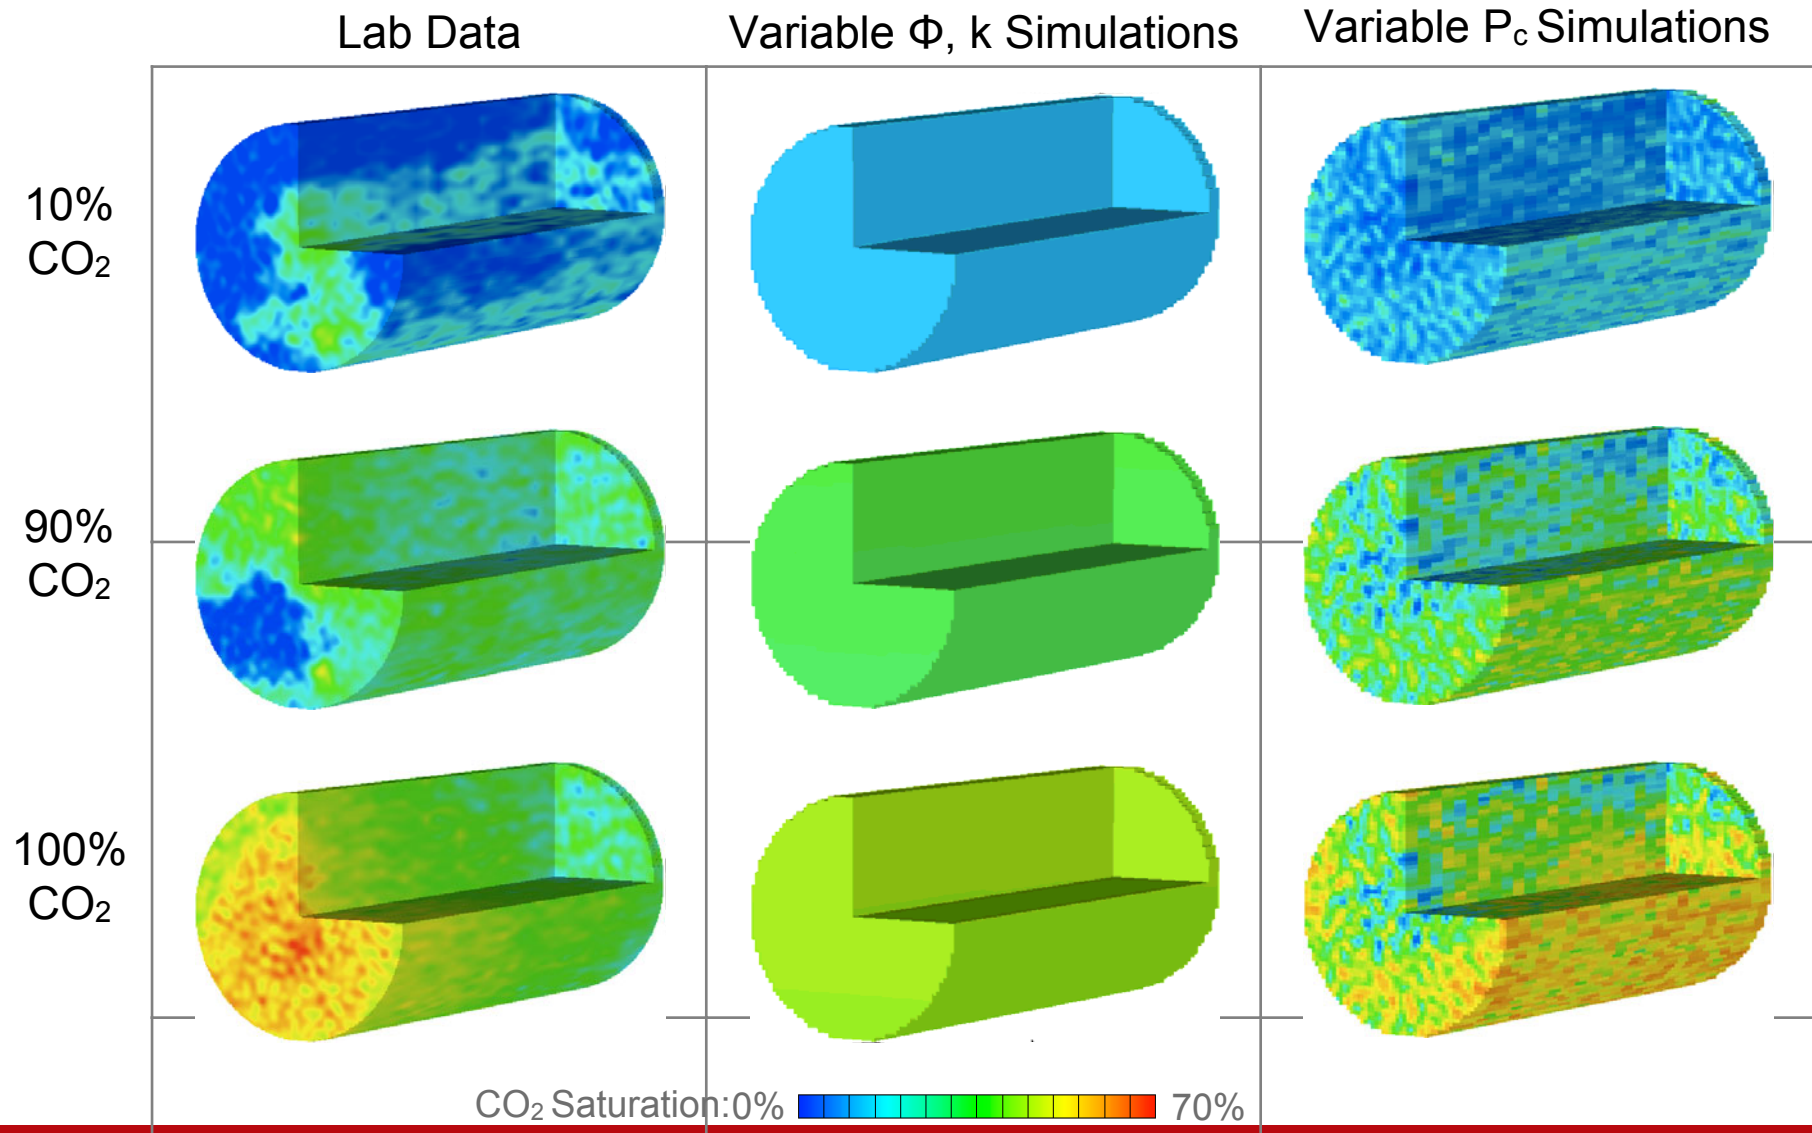 Lab Data
Variable Φ, k Simulations
Variable Pc Simulations
10%
CO2
90%
CO2
100%
CO2
CO2 Saturation:0%
70%